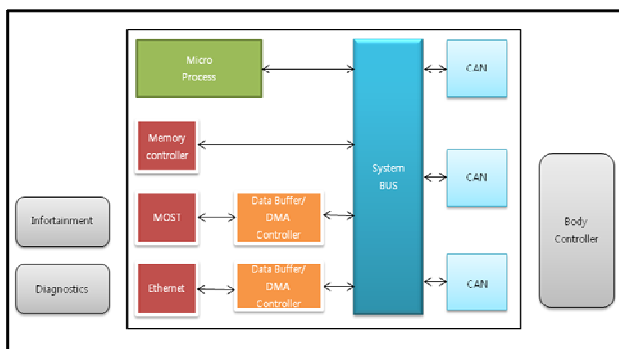 Micro
Process
Memory
controller
MOST
Ethernet
Data Buffer/
DMA
Controller
Data Buffer/
DMA
Controller
System
BUS
CAN
CAN
CAN
Infortainment
Diagnostics
Body
Controller